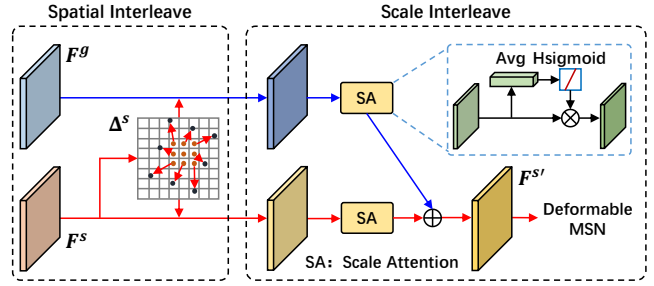 Spatial Interleave
Scale Interleave
F^g
Δ^s
F^s
SA
Avg Hsigmoid
SA
F^s′
Deformable
MSN
SA: Scale Attention